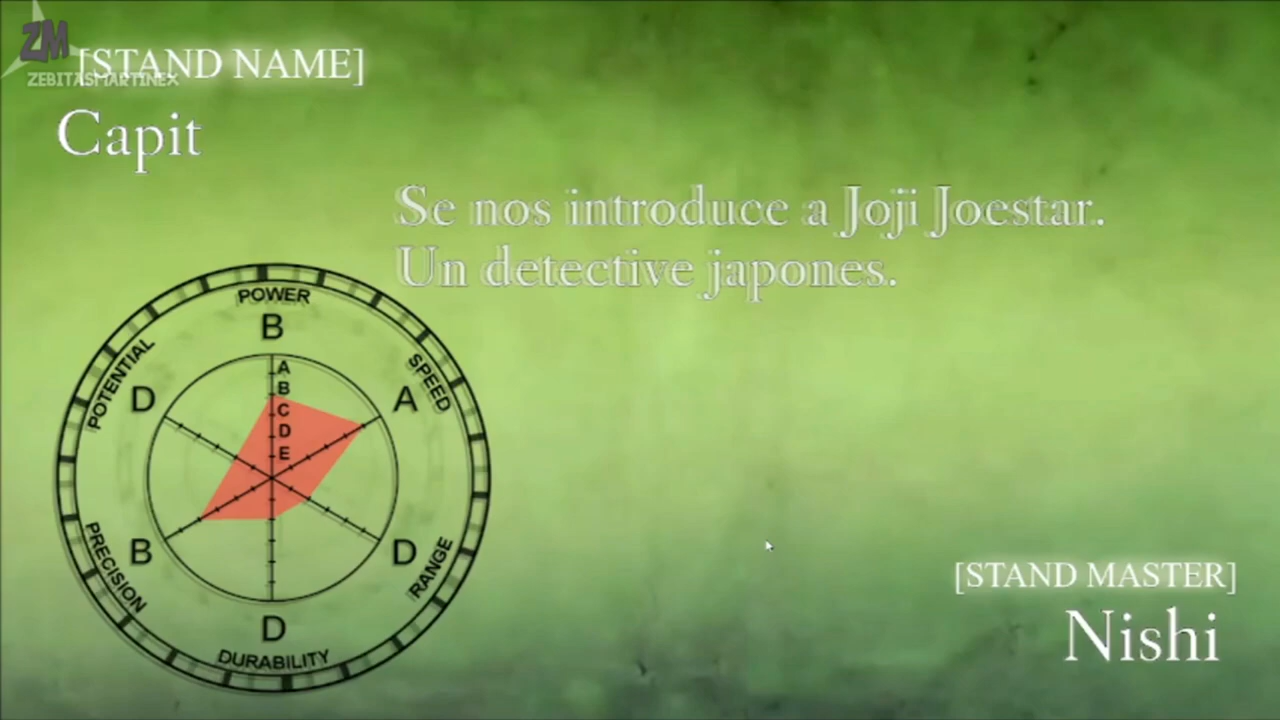 ZM
ZEBITASMARTINEX
[STAND NAME]
Capit
Se nos introduce a Joji Joestar.
Un detective japones.
POWER
B
SPEED
A
RANGE
D
DURABILITY
D
PRECISION
B
POTENTIAL
D
A
B
C
D
E
[STAND MASTER]
Nishi